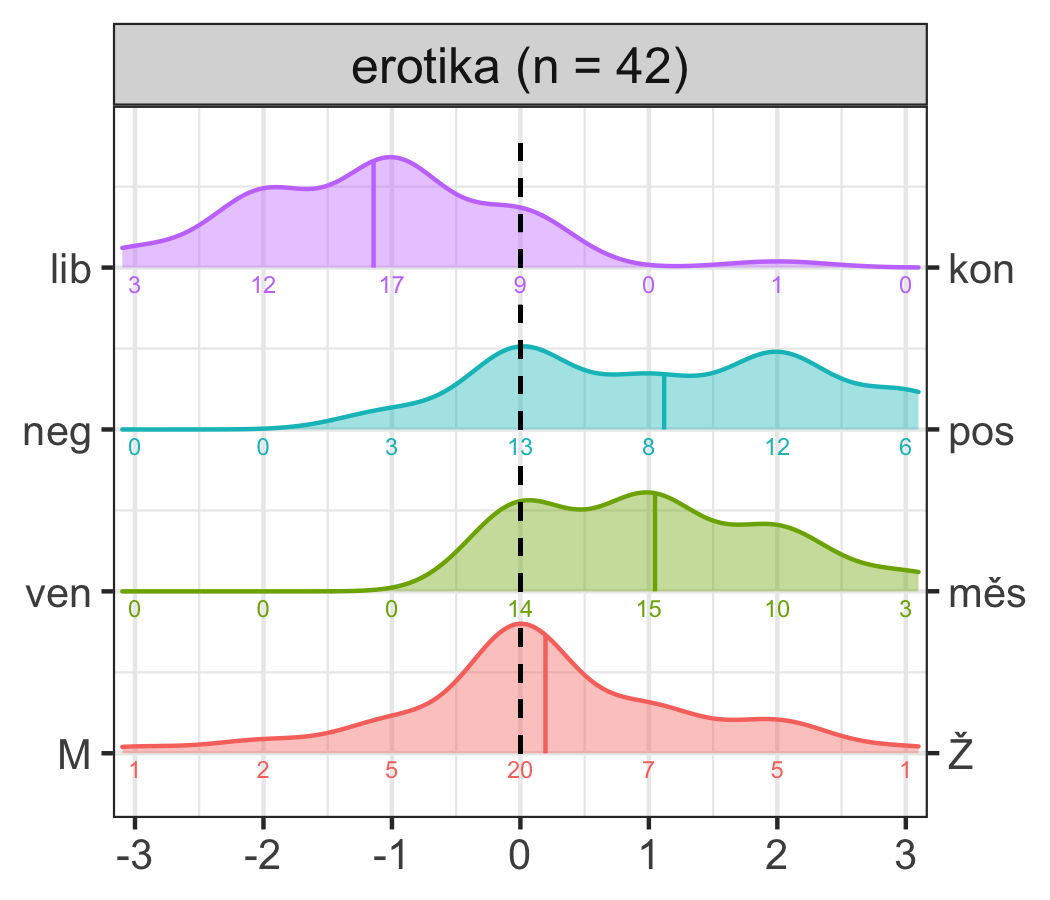 erotika (n = 42)
lib kon
3 12 17 9 0 1 0
neg pos
0 0 3 13 8 12 6
ven měs
0 0 0 14 15 10 3
M Ž
1 2 5 20 7 5 1
-3 -2 -1 0 1 2 3